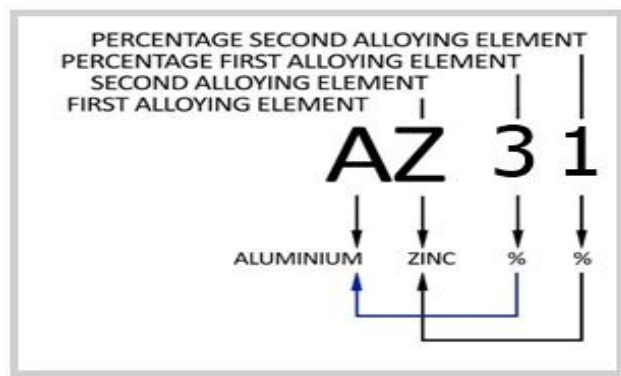 PERCENTAGE SECOND ALLOYING ELEMENT
PERCENTAGE FIRST ALLOYING ELEMENT
SECOND ALLOYING ELEMENT
FIRST ALLOYING ELEMENT
AZ 3 1
ALUMINIUM ZINC % %